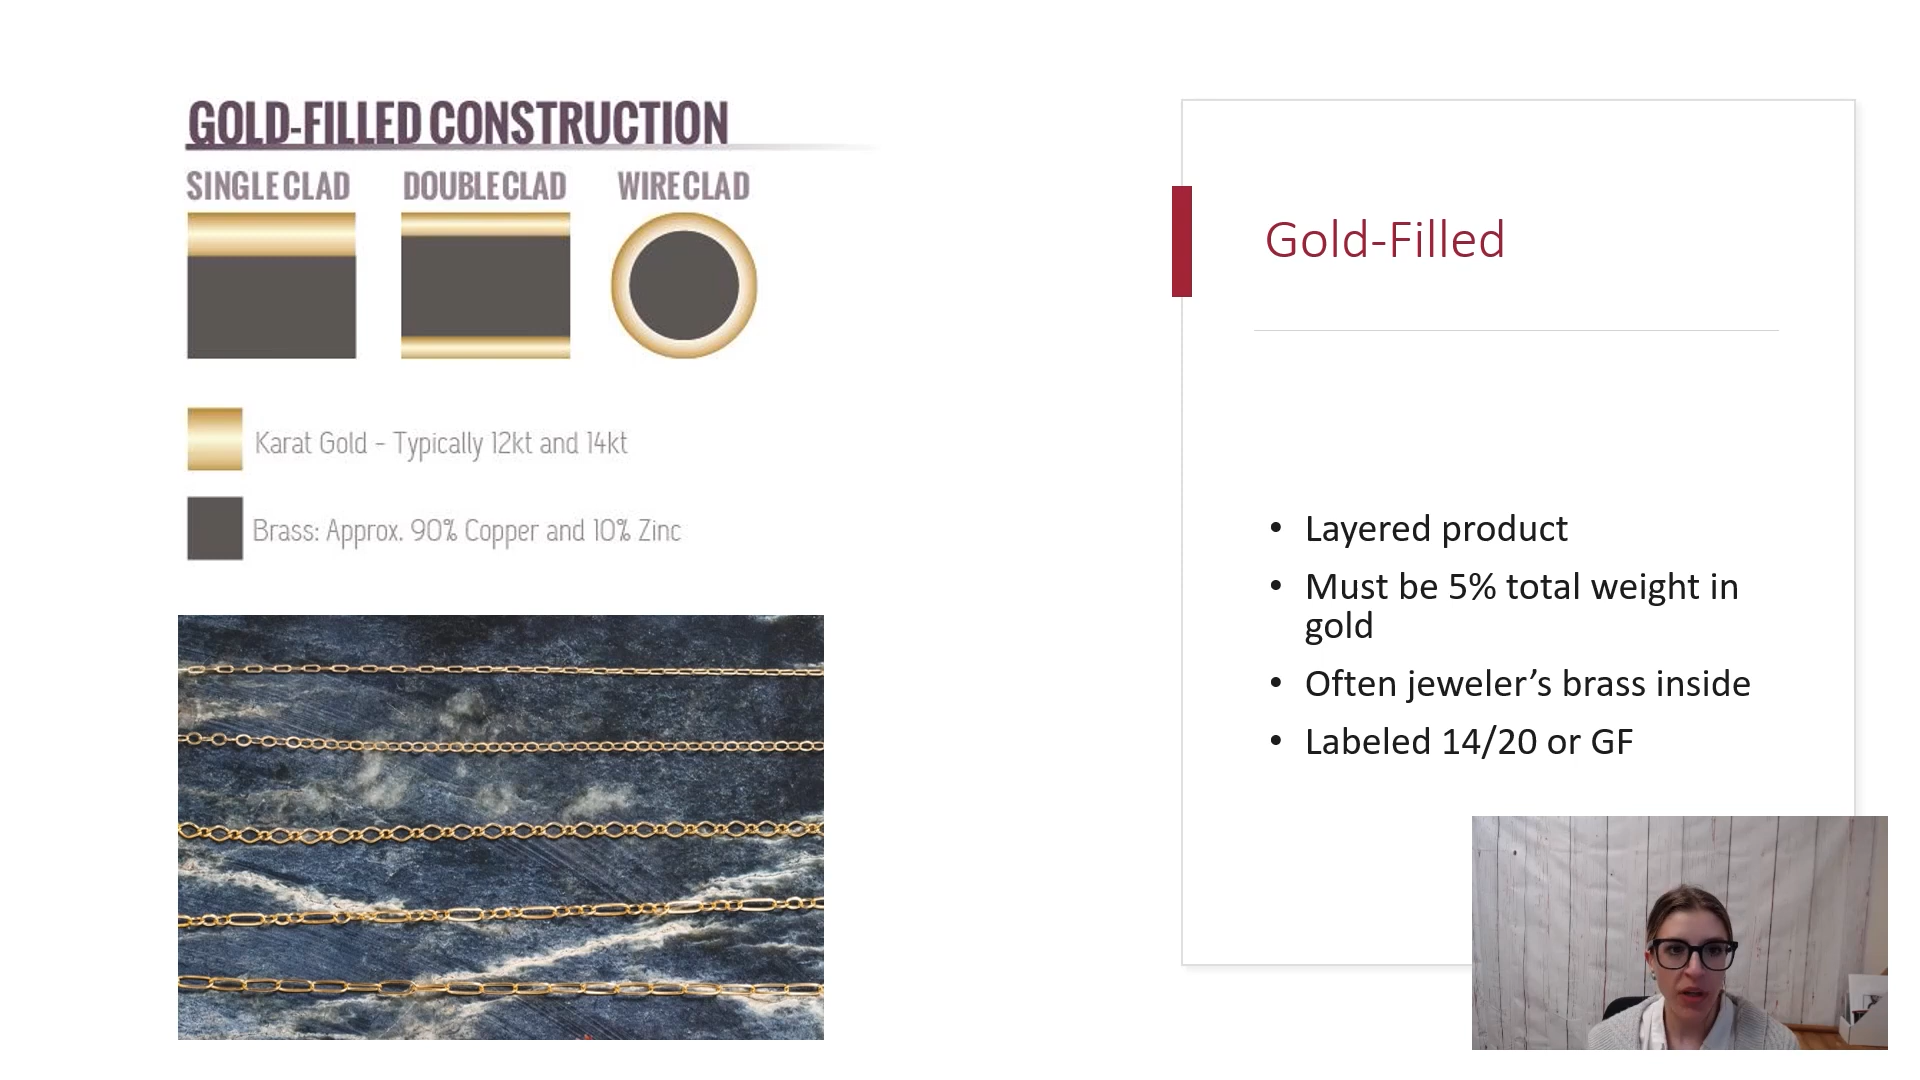 GOLD-FILLED CONSTRUCTION
SINGLE CLAD DOUBLE CLAD WIRE CLAD
Karat Gold - Typically 12kt and 14kt
Brass: Approx. 90% Copper and 10% Zinc
Gold-Filled
• Layered product
• Must be 5% total weight in
gold
• Often jeweler’s brass inside
• Labeled 14/20 or GF